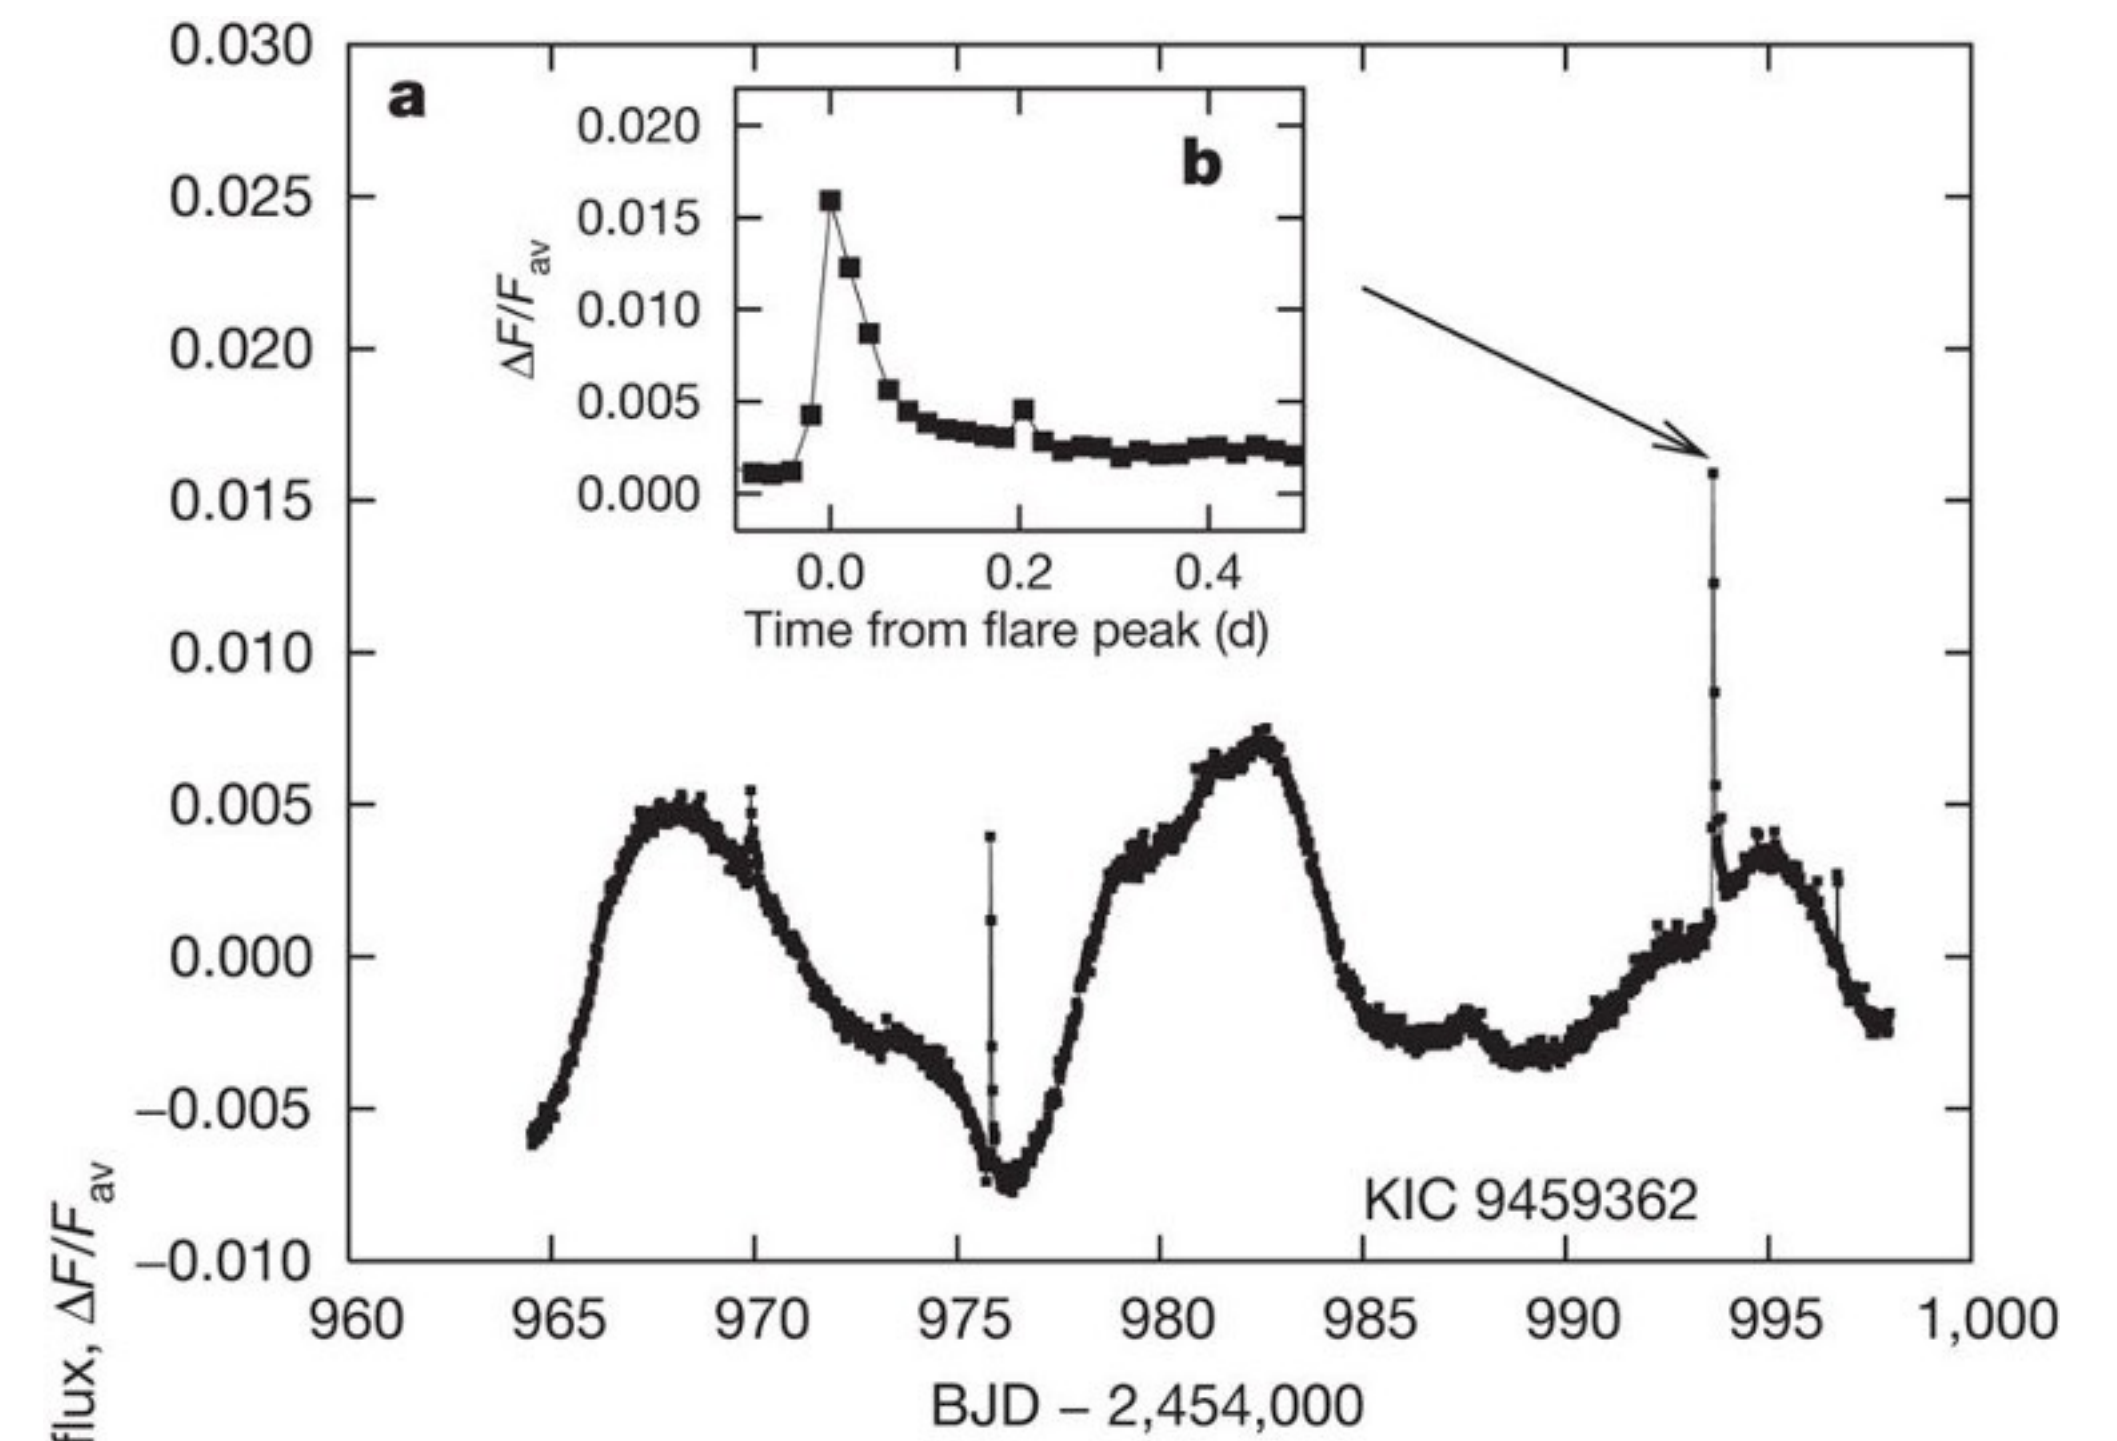 0.030
a
0.020
b
0.025
0.015
ΔF/Fav
0.010
0.020
0.005
0.000
0.015
0.0 0.2 0.4
0.010
Time from flare peak (d)
0.005
0.000
−0.005
flux, ΔF/Fav
KIC 9459362
−0.010
960 965 970 975 980 985 990 995 1,000
BJD – 2,454,000